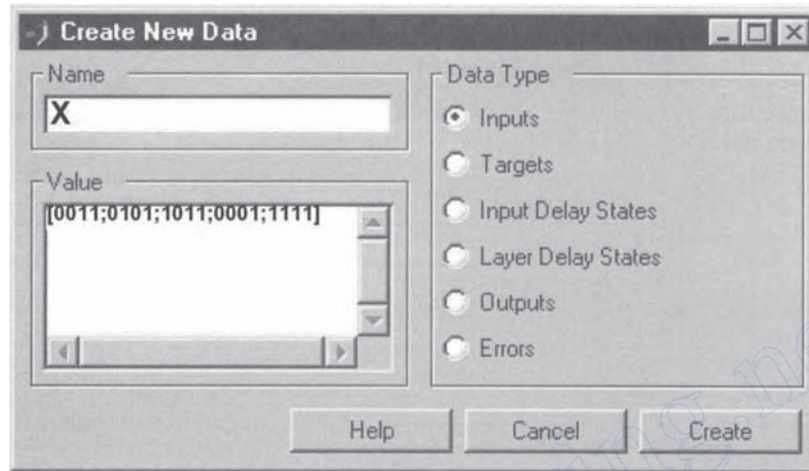 Create New Data
Name
X
Value
[0011;0101;1011;0001;1111]
Data Type
Inputs
Targets
Input Delay States
Layer Delay States
Outputs
Errors
Help
Cancel
Create